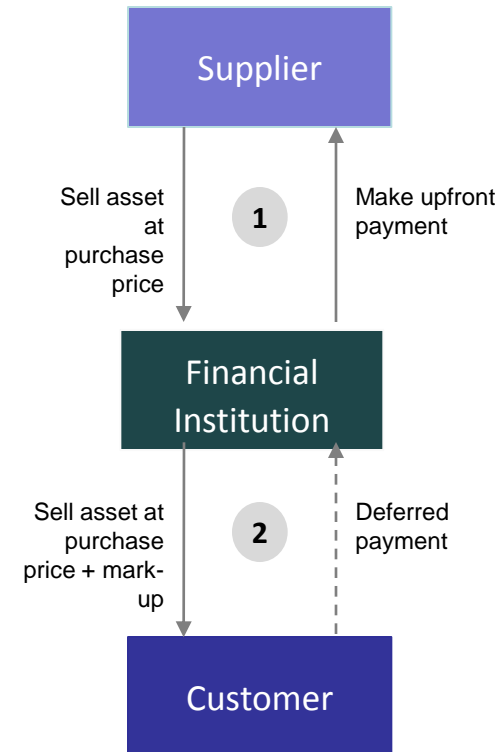 Supplier
Sell asset
at
purchase
price
1
Make upfront
payment
Financial
Institution
Sell asset at
purchase
price + mark-
up
2
Deferred
payment
Customer